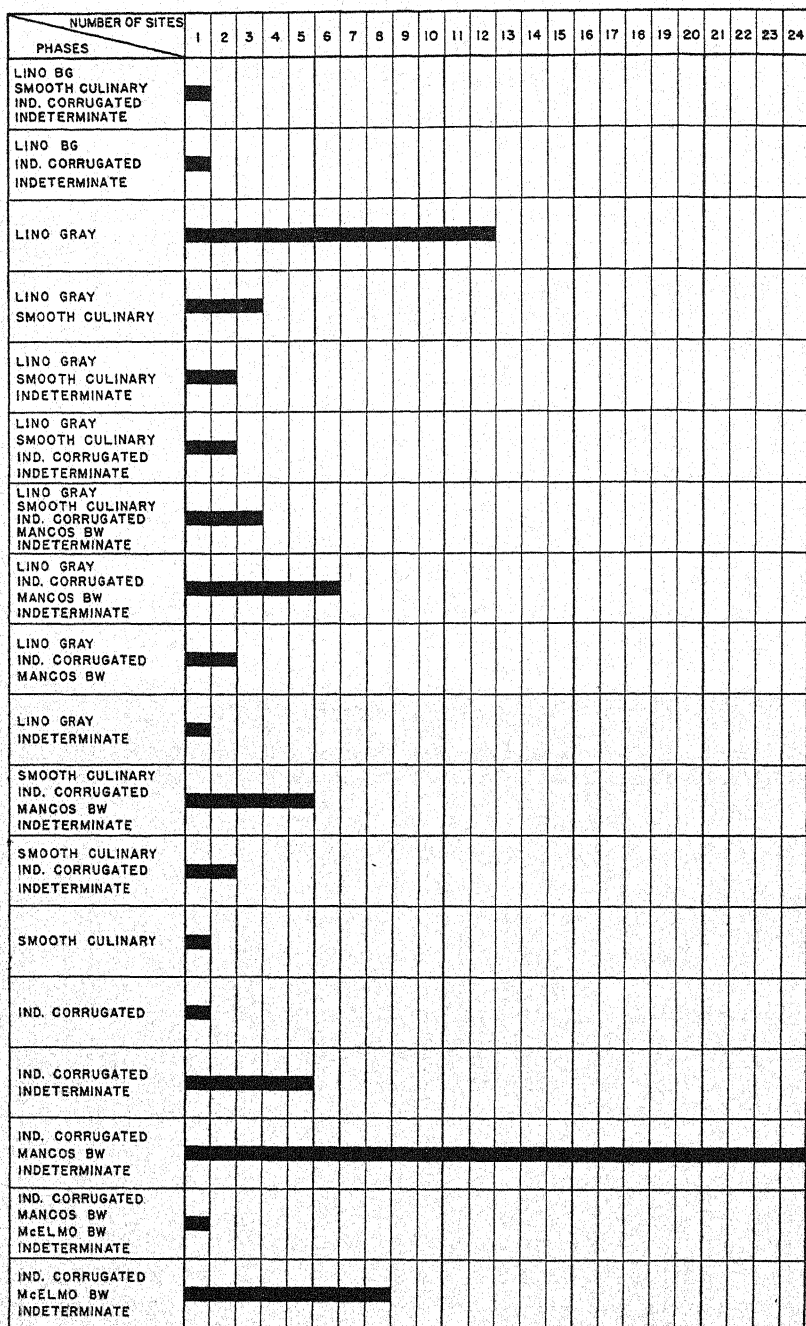 NUMBER OF SITES
PHASES
1 2 3 4 5 6 7 8 9 10 11 12 13 14 15 16 17 18 19 20 21 22 23 24
LINO BG
SMOOTH CULINARY
IND. CORRUGATED
INDETERMINATE
LINO BG
IND. CORRUGATED
INDETERMINATE
LINO GRAY
LINO GRAY
SMOOTH CULINARY
LINO GRAY
SMOOTH CULINARY
INDETERMINATE
LINO GRAY
SMOOTH CULINARY
IND. CORRUGATED
INDETERMINATE
LINO GRAY
SMOOTH CULINARY
IND. CORRUGATED
MANCOS BW
INDETERMINATE
LINO GRAY
IND. CORRUGATED
MANCOS BW
INDETERMINATE
LINO GRAY
IND. CORRUGATED
MANCOS BW
LINO GRAY
INDETERMINATE
SMOOTH CULINARY
IND. CORRUGATED
MANCOS BW
INDETERMINATE
SMOOTH CULINARY
IND. CORRUGATED
INDETERMINATE
SMOOTH CULINARY
IND. CORRUGATED
IND. CORRUGATED
INDETERMINATE
IND. CORRUGATED
MANCOS BW
INDETERMINATE
IND. CORRUGATED
MANCOS BW
McELMO BW
INDETERMINATE
IND. CORRUGATED
McELMO BW
INDETERMINATE